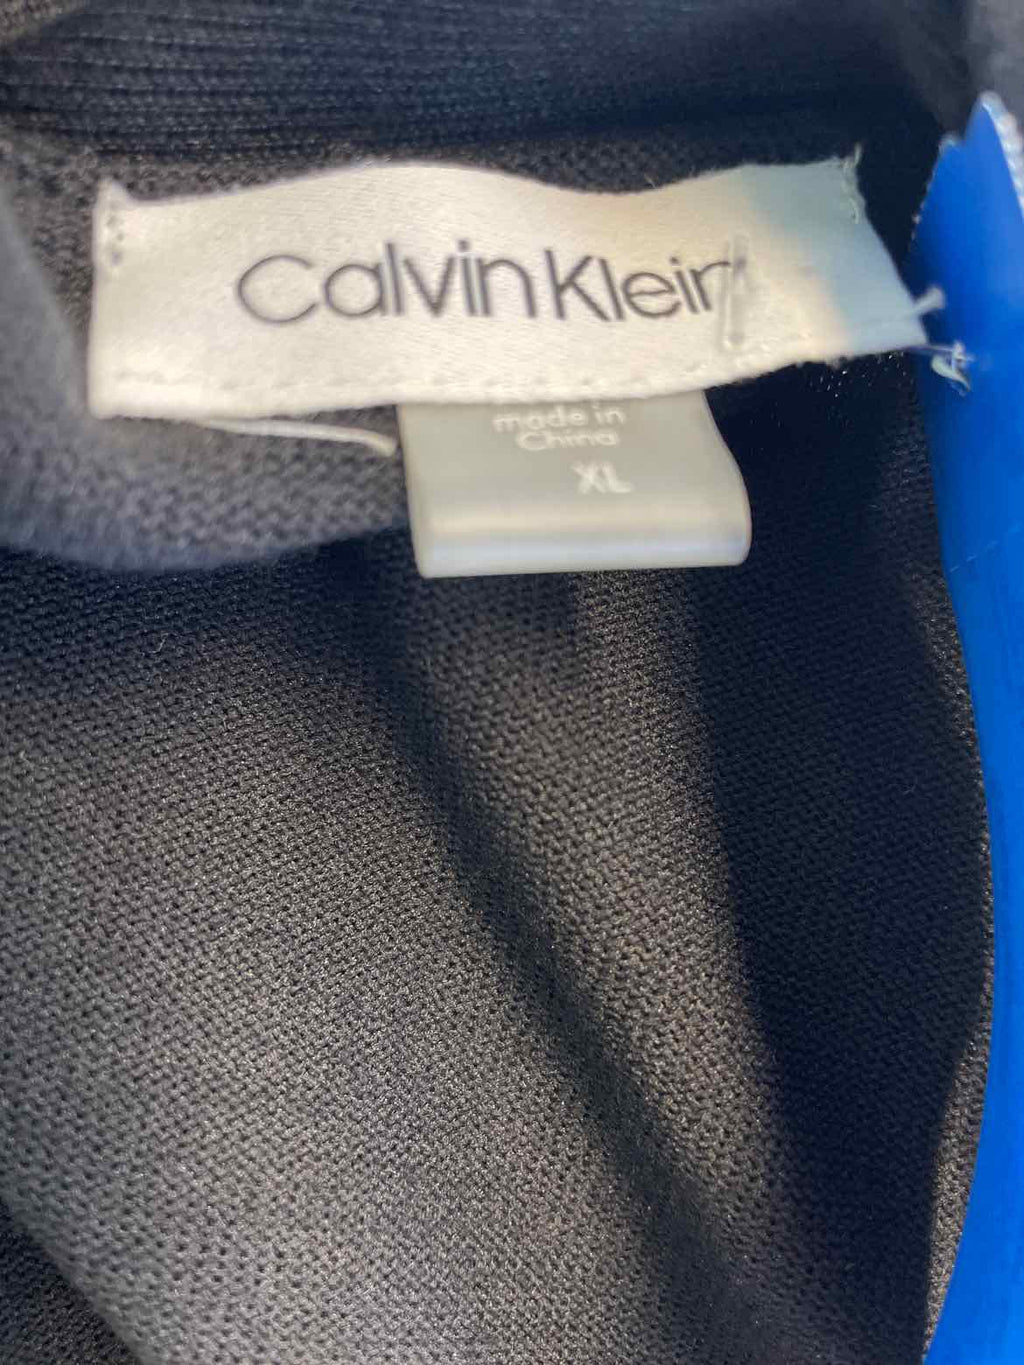 Calvin Klein
made in
China
XL